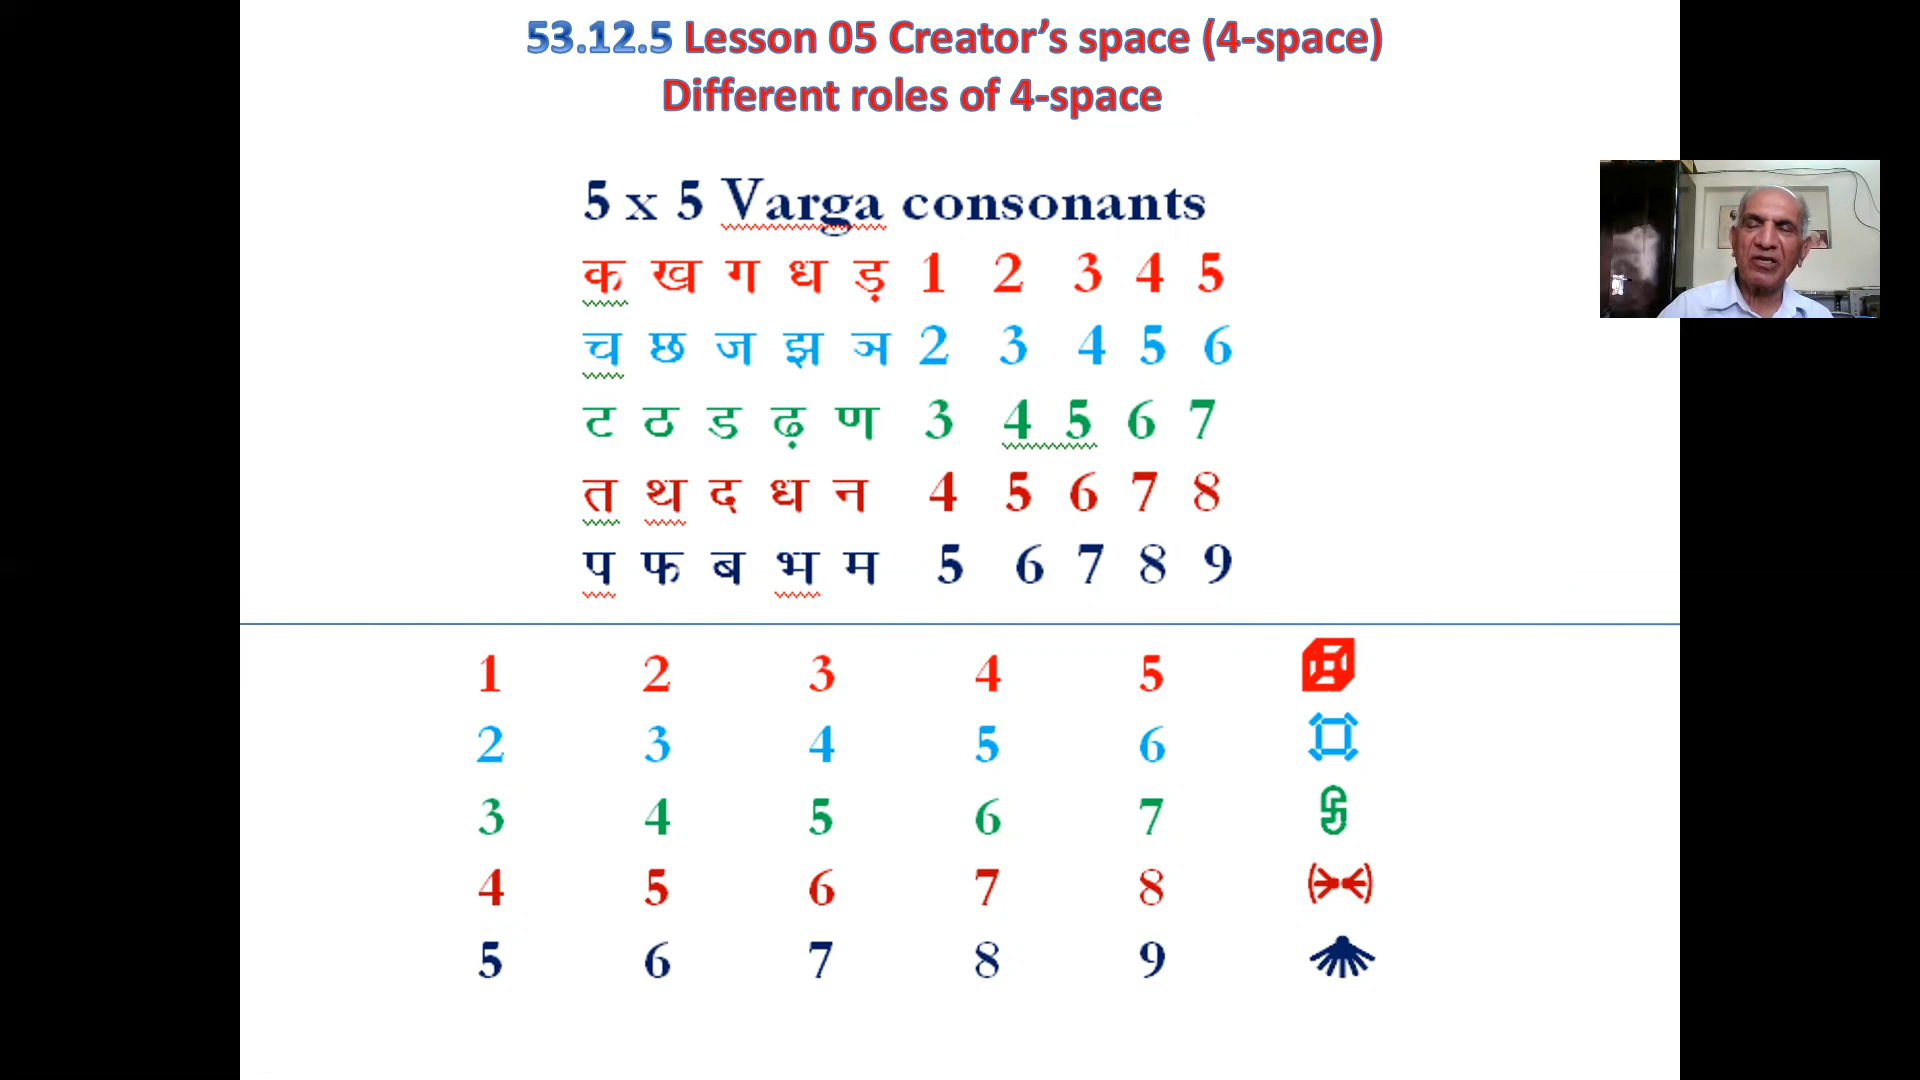 53.12.5 Lesson 05 Creator’s space (4-space)
Different roles of 4-space
5 x 5 Varga consonants
क ख ग ध ड़ 1 2 3 4 5
च छ ज झ ञ 2 3 4 5 6
ट ठ ड ढ़ ण 3 4 5 6 7
त थ द ध न 4 5 6 7 8
प फ ब भ म 5 6 7 8 9
1 2 3 4 5
2 3 4 5 6
3 4 5 6 7
4 5 6 7 8
5 6 7 8 9